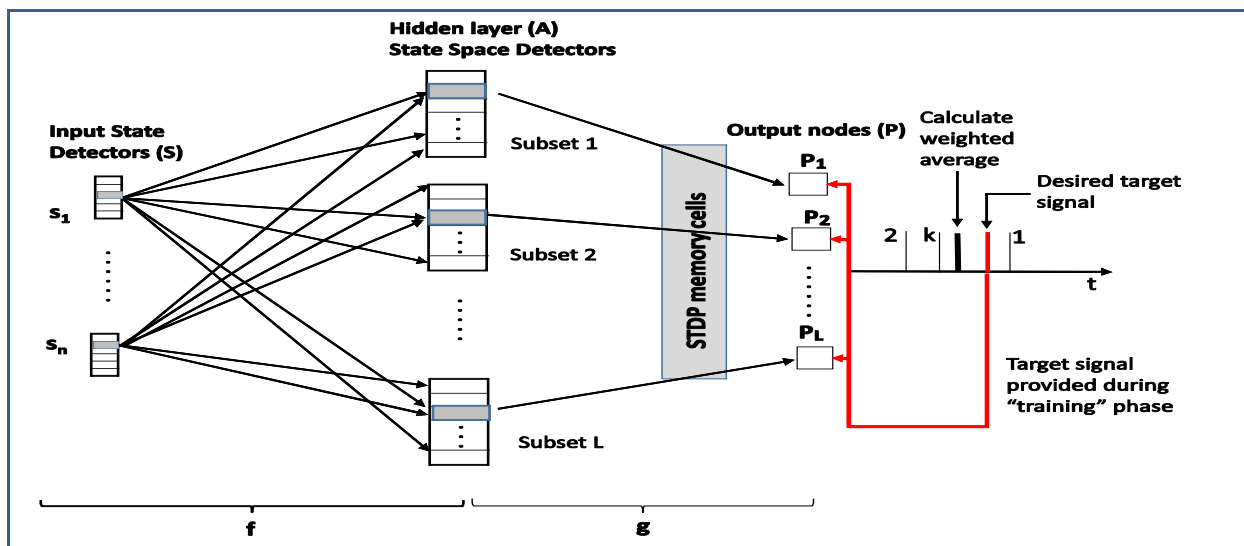 Hidden layer (A)
State Space Detectors
Input State
Detectors (S)
s1
sn
Subset 1
Subset 2
Subset L
STDP memory cells
Output nodes (P)
P1
P2
PL
Calculate
weighted
average
Desired target
signal
2
k
1
t
Target signal
provided during
“training” phase
f
g